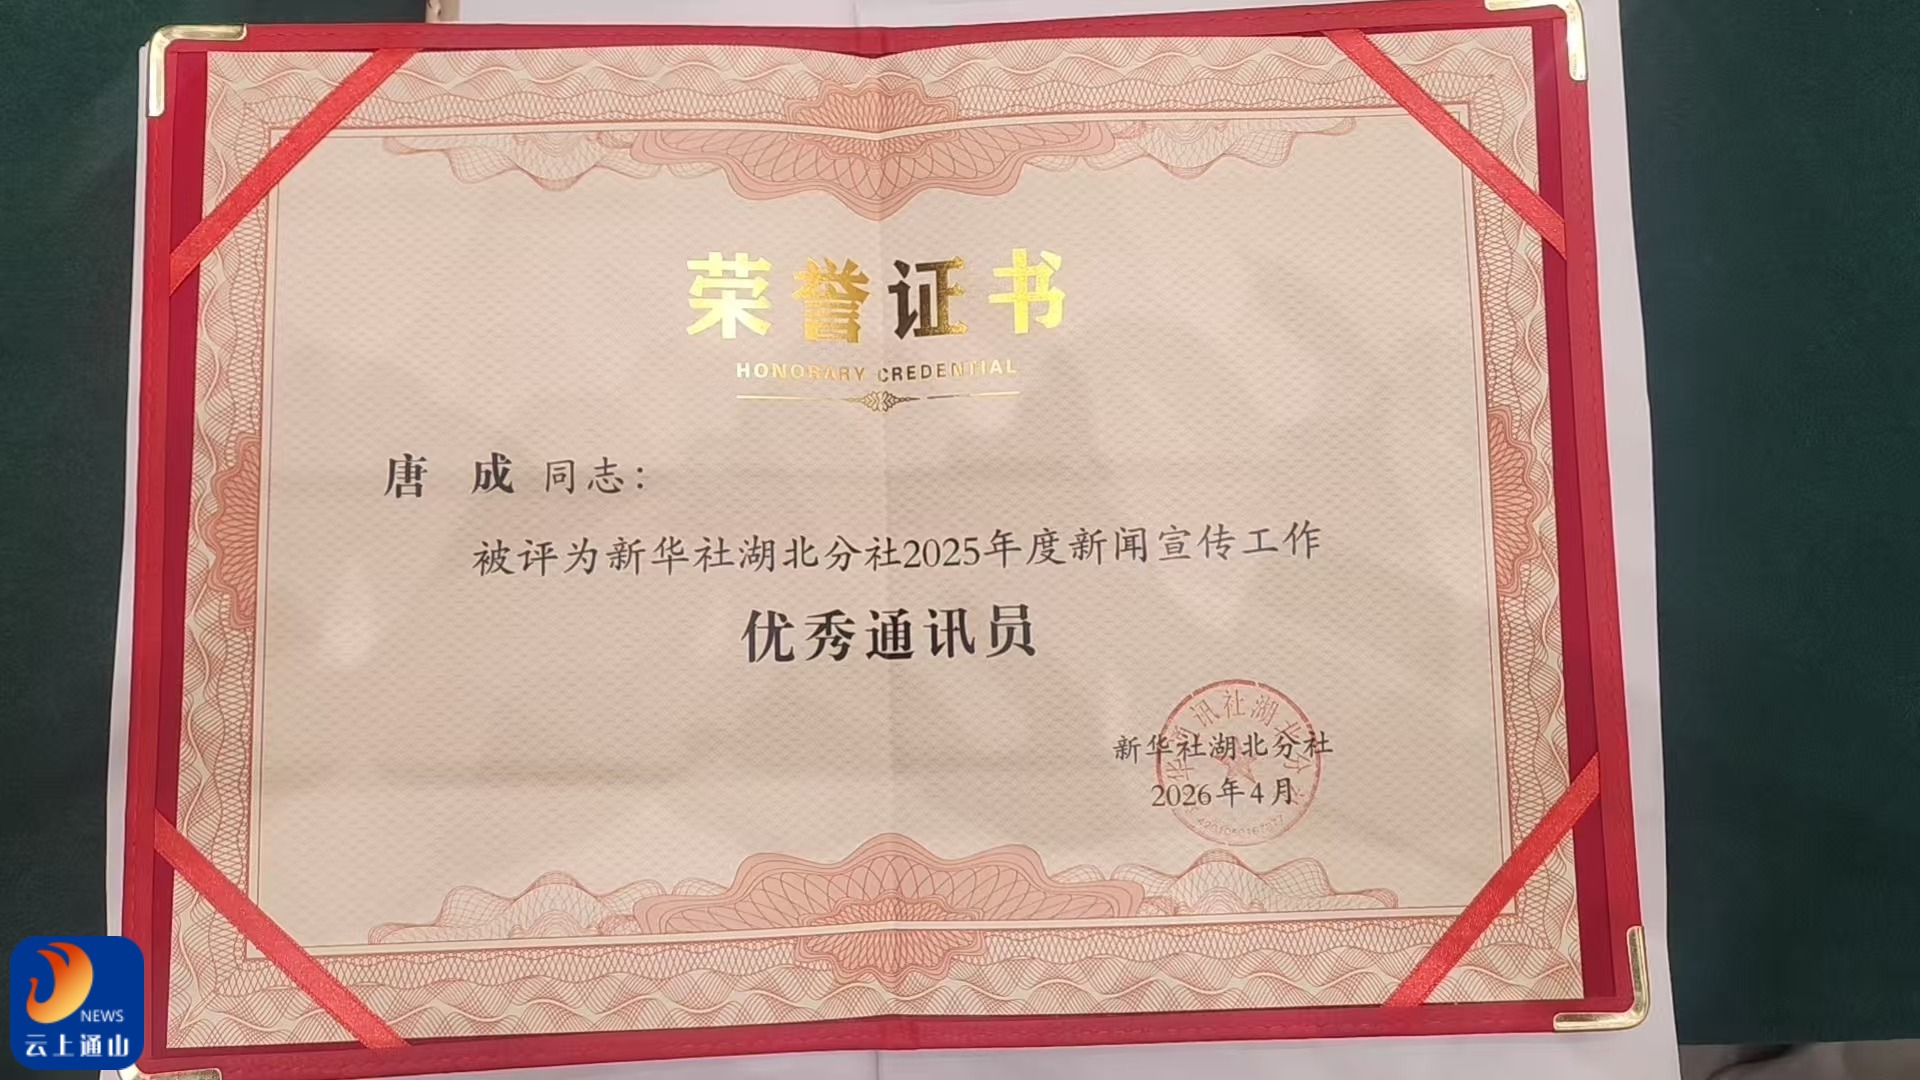 荣誉证书
HONORARY CREDENTIAL
唐 成 同志：
被评为新华社湖北分社2025年度新闻宣传工作
优秀通讯员
新华社湖北分社
2026年4月
NEWS
云上通山